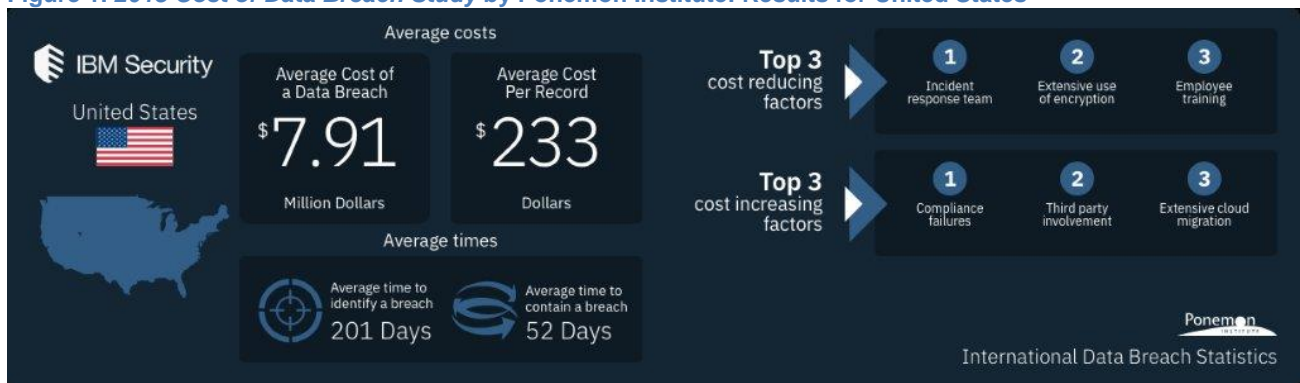 Figure 1: 2018 Cost of Data Breach Study by Ponemon Institute: Results for United States
IBM Security
United States
Average costs
Average Cost of
a Data Breach
$7.91
Million Dollars
Average Cost
Per Record
$233
Dollars
Average times
Average time to
identify a breach
201 Days
Average time to
contain a breach
52 Days
Top 3
cost reducing
factors
1
Incident
response team
2
Extensive use
of encryption
3
Employee
training
Top 3
cost increasing
factors
1
Compliance
failures
2
Third party
involvement
3
Extensive cloud
migration
Ponemon
INSTITUTE
International Data Breach Statistics